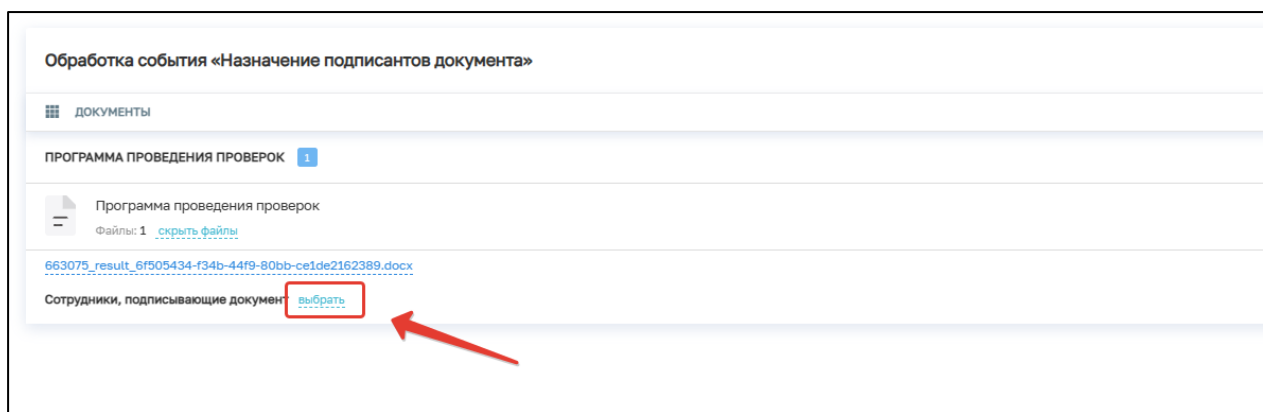 Обработка события «Назначение подписантов документа»
ДОКУМЕНТЫ
ПРОГРАММА ПРОВЕДЕНИЯ ПРОВЕРОК 1
Программа проведения проверок
Файлы: 1 скрыть файлы
663075_result_6f505434-f34b-44f9-80bb-ce1de2162389.docx
Сотрудники, подписывающие документ выбрать